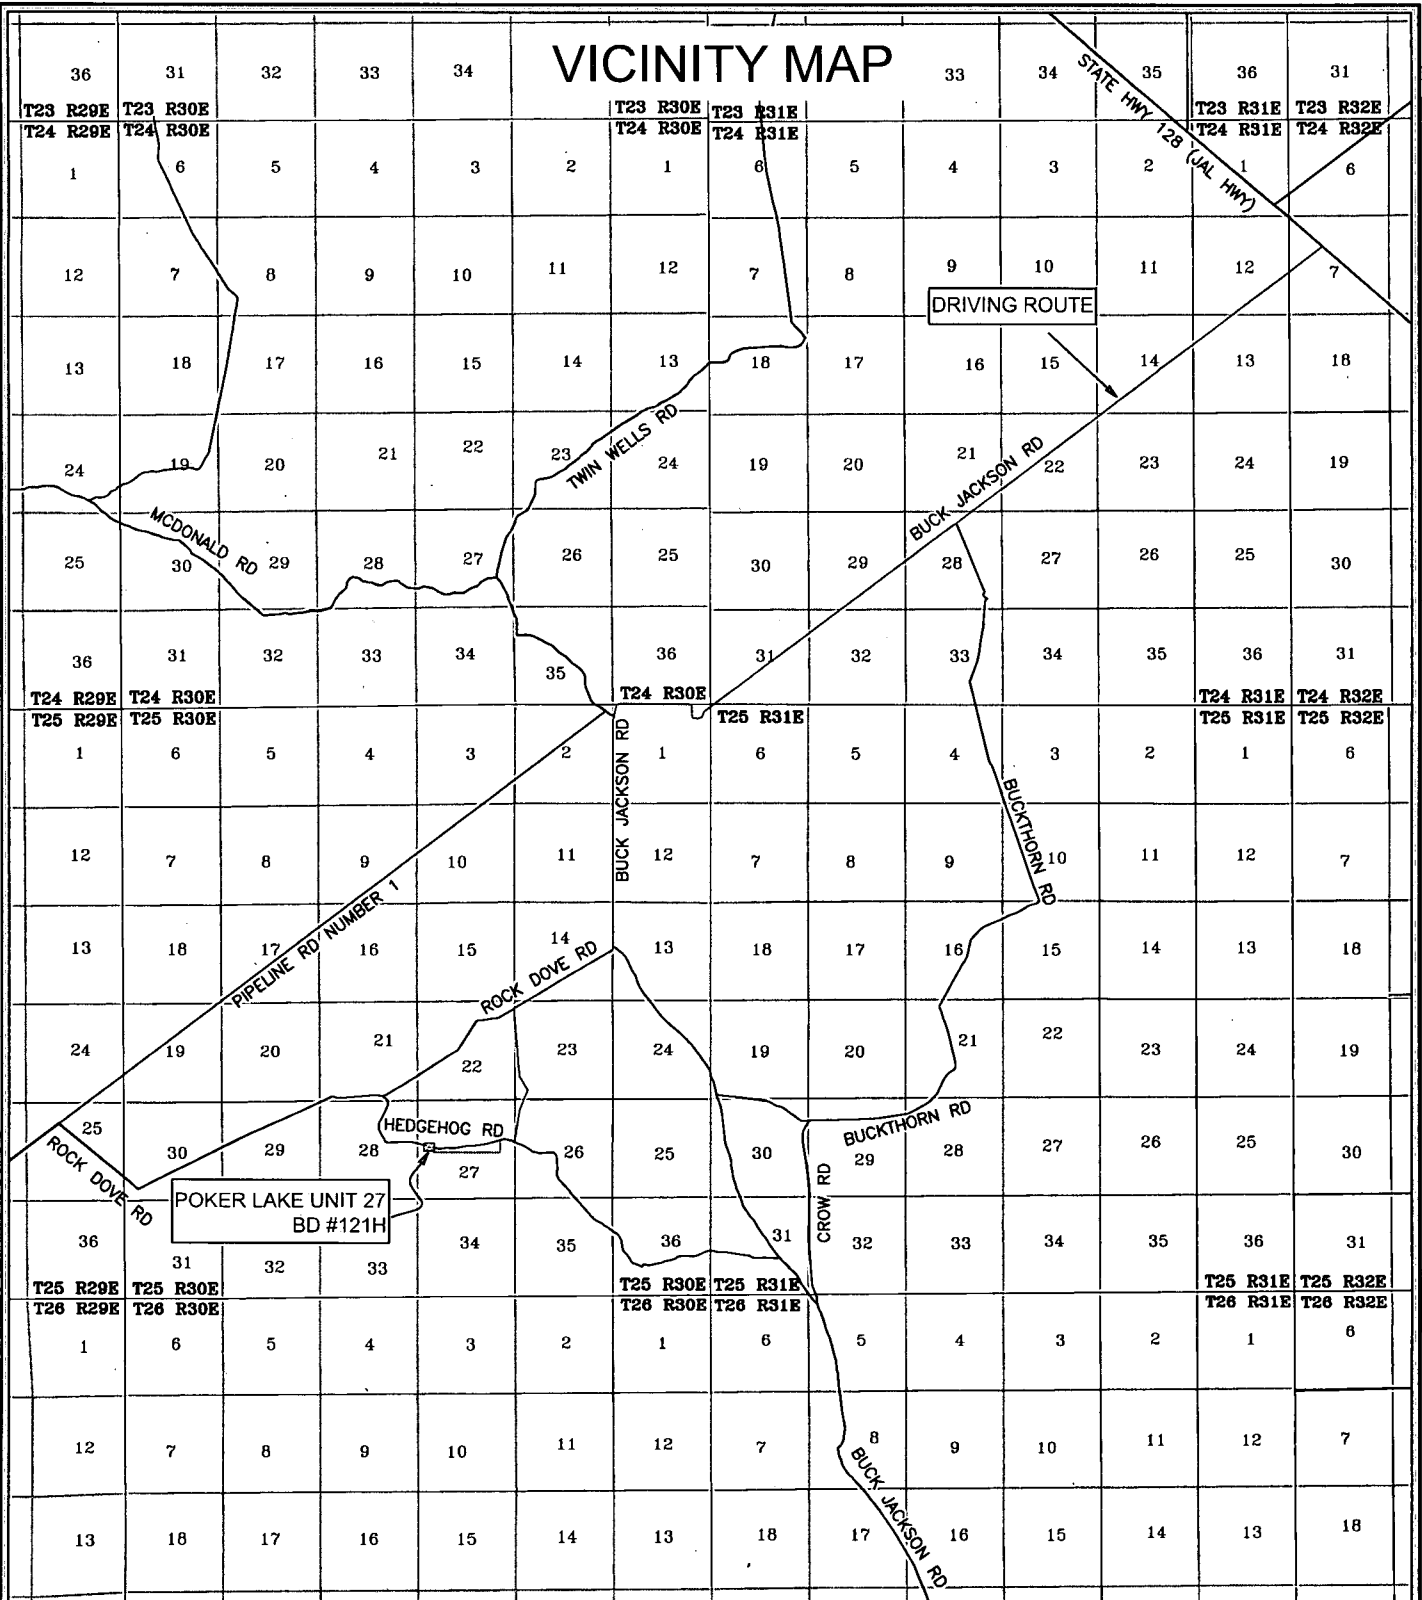 VICINITY MAP
36 31 32 33 34 33 34 35 36 31
STATE HWY 128 (JAL HWY)
T23 R29E T23 R30E T23 R30E T23 R31E T23 R31E T23 R32E
T24 R29E T24 R30E T24 R30E T24 R31E T24 R31E T24 R32E
1 6 5 4 3 2 1 6 5 4 3 2 1 6
12 7 8 9 10 11 12 7 8 9 10 11 12 7
DRIVING ROUTE
13 18 17 16 15 14 13 18 17 16 15 14 13 18
TWIN WELLS RD
BUCK JACKSON RD
24 19 20 21 22 23 24 19 20 21 22 23 24 19
MCDONALD RD
25 30 29 28 27 26 25 30 29 28 27 26 25 30
36 31 32 33 34 35 36 31 32 33 34 35 36 31
T24 R29E T24 R30E T24 R30E T24 R31E T24 R32E
T25 R29E T25 R30E T25 R31E T25 R31E T25 R32E
1 6 5 4 3 2 1 6 5 4 3 2 1 6
BUCK JACKSON RD
BUCKTHORN RD
12 7 8 9 10 11 12 7 8 9 10 11 12 7
PIPELINE RD NUMBER 1
13 18 17 16 15 14 13 18 17 16 15 14 13 18
ROCK DOVE RD
24 19 20 21 22 23 24 19 20 21 22 23 24 19
HEDGEHOG RD
BUCKTHORN RD
25 30 29 28 27 26 25 30 29 28 27 26 25 30
ROCK DOVE RD
CROW RD
POKER LAKE UNIT 27
BD #121H
36 31 32 33 34 35 36 31 32 33 34 35 36 31
T25 R29E T25 R30E T25 R30E T25 R31E T25 R31E T25 R32E
T26 R29E T26 R30E T26 R30E T26 R31E T26 R31E T26 R32E
1 6 5 4 3 2 1 6 5 4 3 2 1 6
12 7 8 9 10 11 12 7 8 9 10 11 12 7
BUCK JACKSON RD
13 18 17 16 15 14 13 18 17 16 15 14 13 18